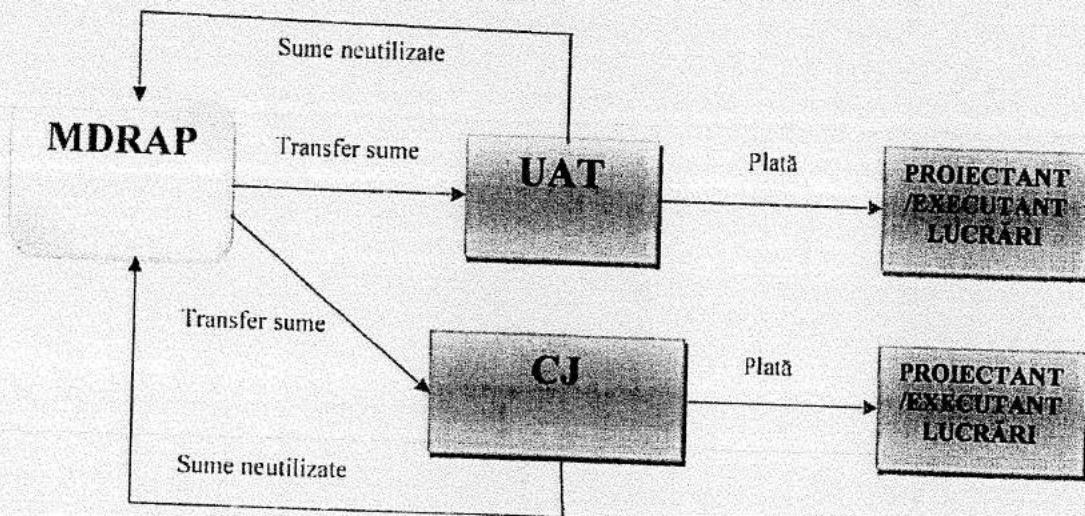 Sume neutilizate
MDRAP
Transfer sume
UAT
Plată
PROIECTANT
/EXECUTANT
LUCRĂRI
Transfer sume
CJ
Plată
PROIECTANT
/EXECUTANT
LUCRĂRI
Sume neutilizate